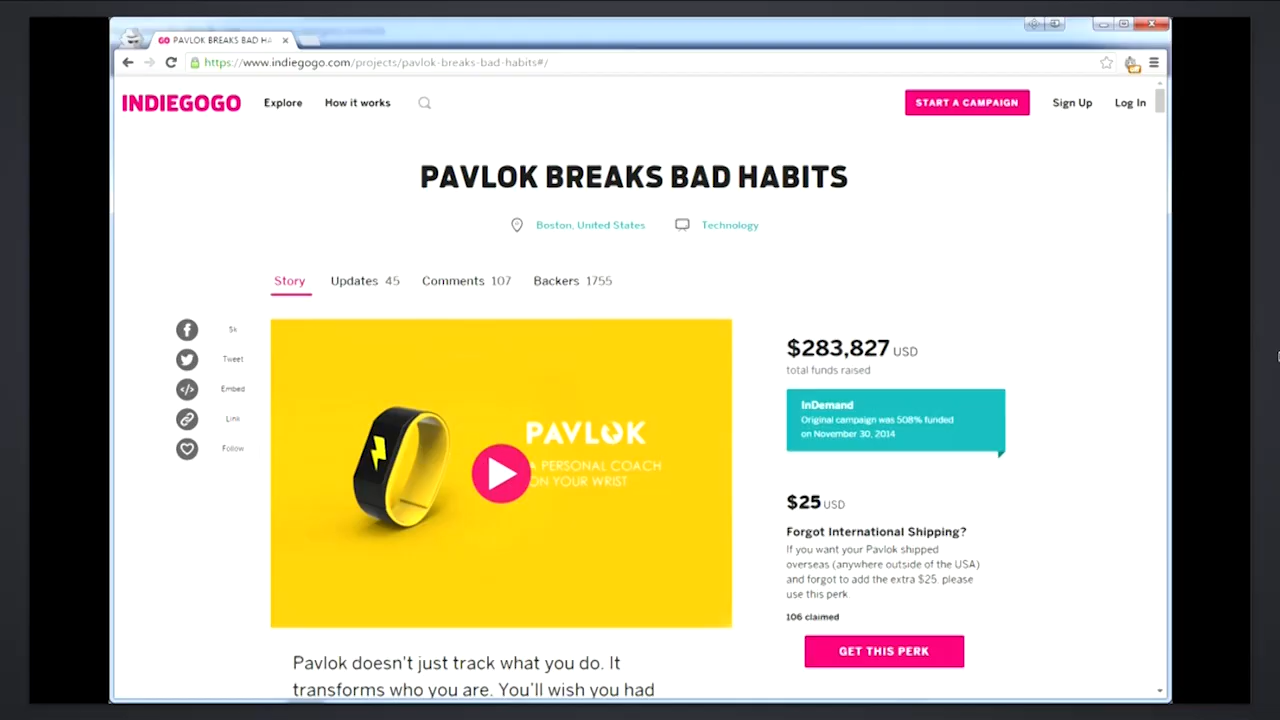 GO PAVLOK BREAKS BAD HA
https://www.indiegogo.com/projects/pavlok-breaks-bad-habits#/
INDIEGOGO Explore How it works START A CAMPAIGN Sign Up Log In
PAVLOK BREAKS BAD HABITS
Boston, United States Technology
Story Updates 45 Comments 107 Backers 1755
5k
Tweet
Embed
Link
Follow
PAVLOK
A PERSONAL COACH
ON YOUR WRIST
$283,827 USD
total funds raised
InDemand
Original campaign was 508% funded
on November 30, 2014
$25 USD
Forgot International Shipping?
If you want your Pavlok shipped
overseas (anywhere outside of the USA)
and forgot to add the extra $25, please
use this perk
106 claimed
GET THIS PERK
Pavlok doesn't just track what you do. It
transforms who you are. You'll wish you had